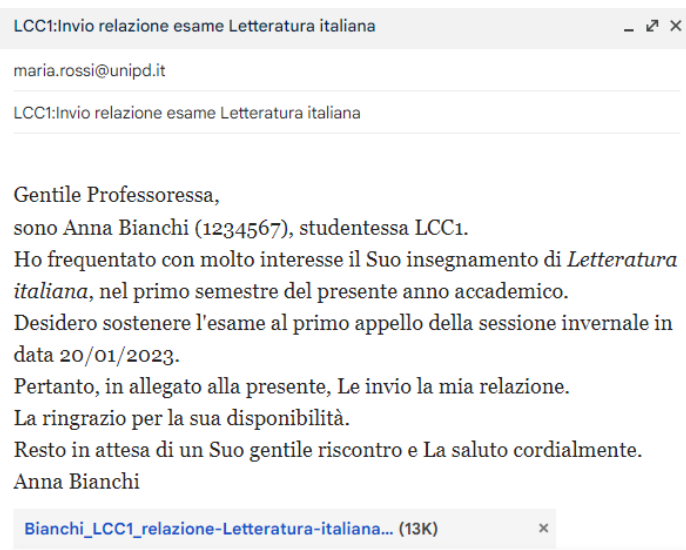 LCC1:Invio relazione esame Letteratura italiana
maria.rossi@unipd.it
LCC1:Invio relazione esame Letteratura italiana
Gentile Professoressa,
sono Anna Bianchi (1234567), studentessa LCC1.
Ho frequentato con molto interesse il Suo insegnamento di Letteratura
italiana, nel primo semestre del presente anno accademico.
Desidero sostenere l'esame al primo appello della sessione invernale in
data 20/01/2023.
Pertanto, in allegato alla presente, Le invio la mia relazione.
La ringrazio per la sua disponibilità.
Resto in attesa di un Suo gentile riscontro e La saluto cordialmente.
Anna Bianchi
Bianchi_LCC1_relazione-Letteratura-italiana... (13K)